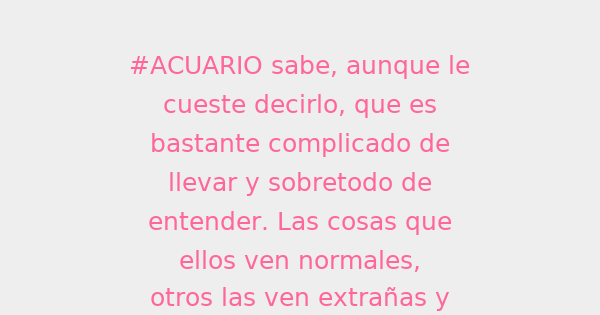 #ACUARIO sabe, aunque le
cueste decirlo, que es
bastante complicado de
llevar y sobretodo de
entender. Las cosas que
ellos ven normales,
otros las ven extrañas y